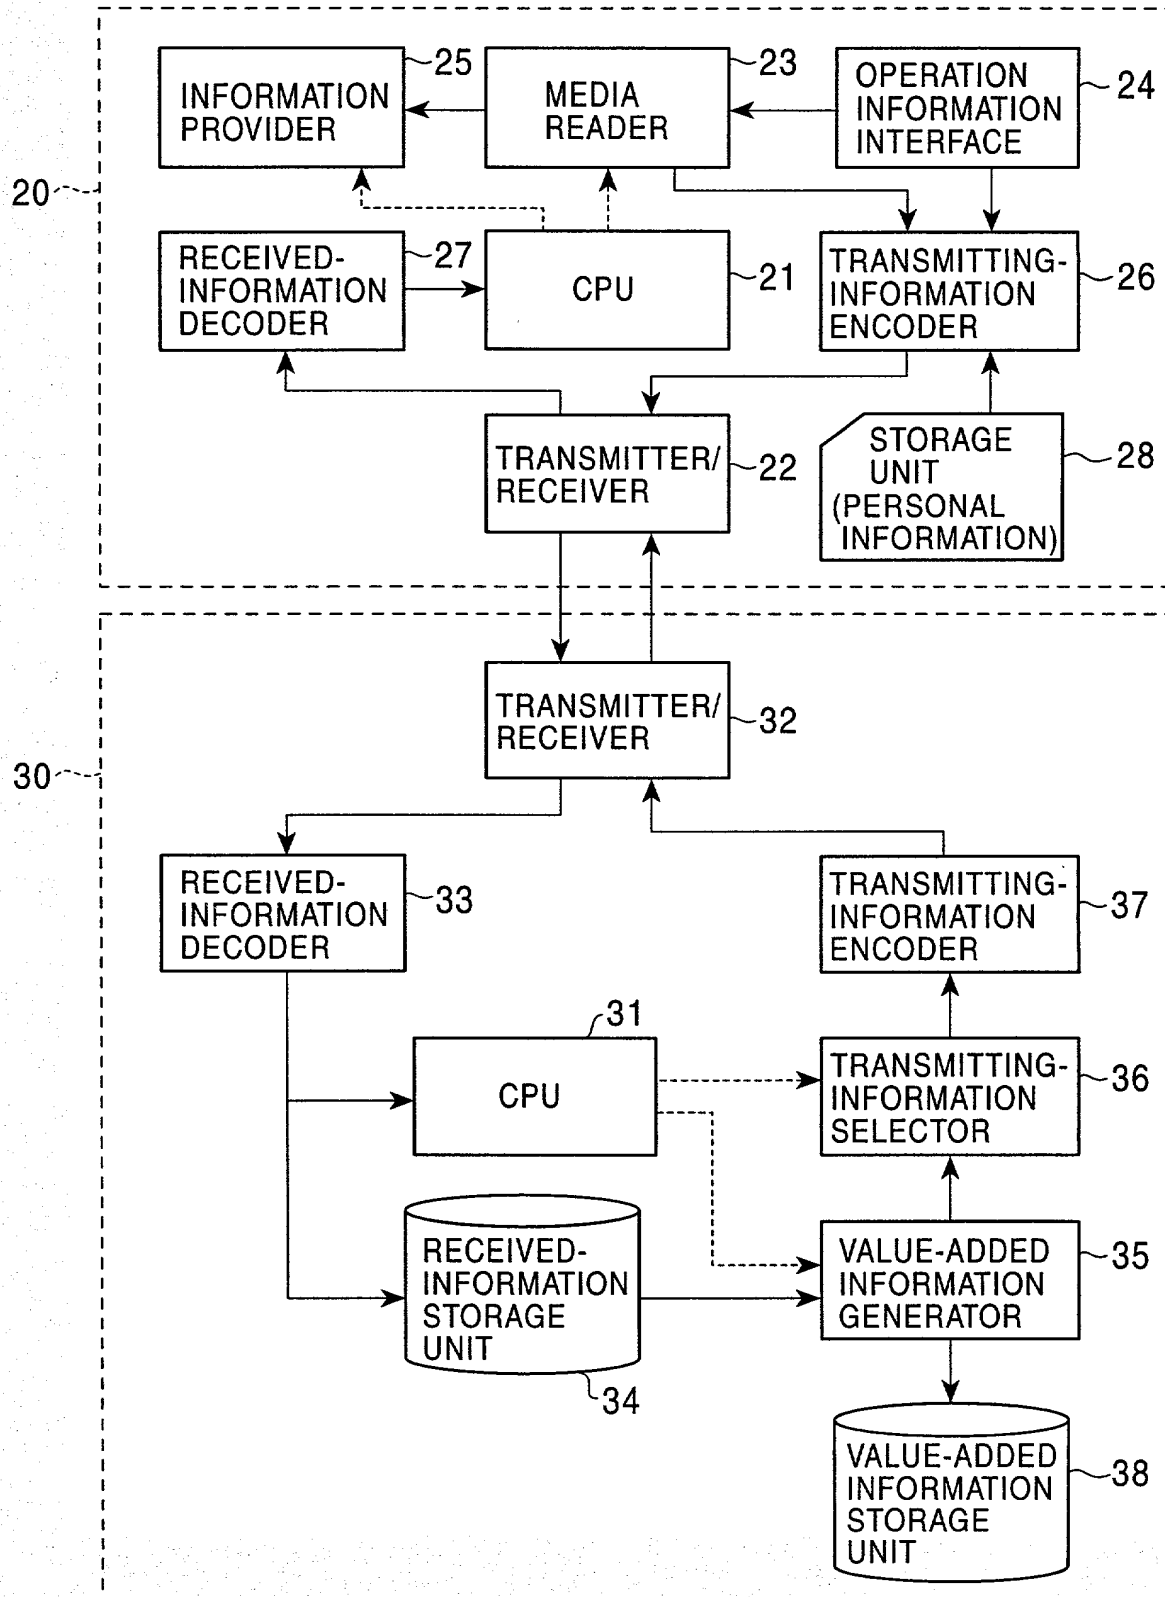 INFORMATION
PROVIDER
25
MEDIA
READER
23
OPERATION
INFORMATION
INTERFACE
24
20
RECEIVED-
INFORMATION
DECODER
27
CPU
21
TRANSMITTING-
INFORMATION
ENCODER
26
TRANSMITTER/
RECEIVER
22
STORAGE
UNIT
(PERSONAL
INFORMATION)
28
TRANSMITTER/
RECEIVER
32
30
RECEIVED-
INFORMATION
DECODER
33
TRANSMITTING-
INFORMATION
ENCODER
37
31
CPU
TRANSMITTING-
INFORMATION
SELECTOR
36
RECEIVED-
INFORMATION
STORAGE
UNIT
34
VALUE-ADDED
INFORMATION
GENERATOR
35
VALUE-ADDED
INFORMATION
STORAGE
UNIT
38